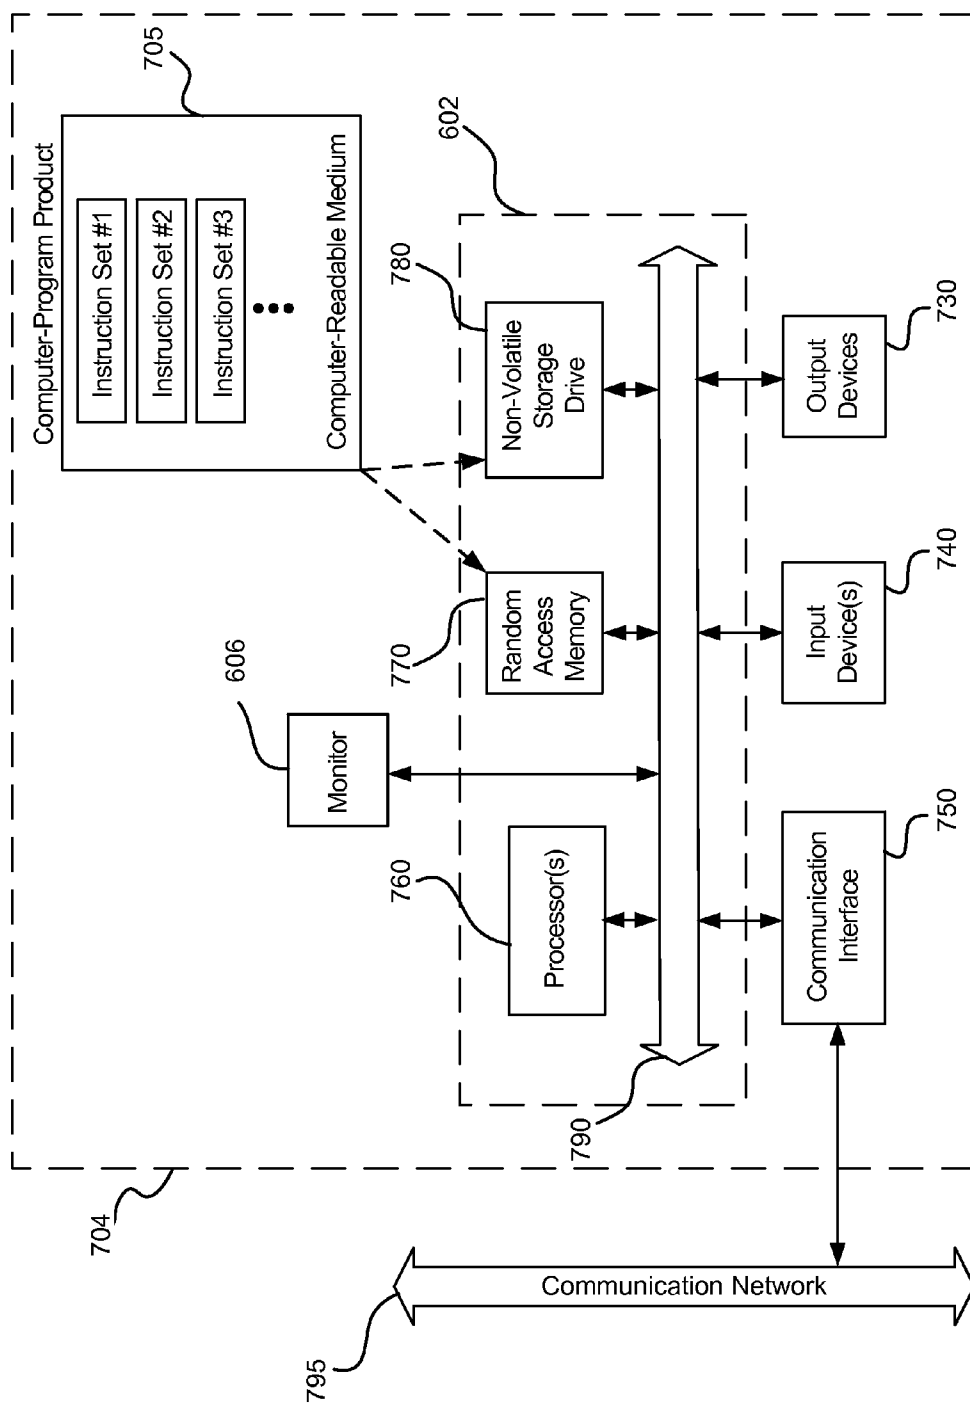 704
Computer-Program Product
Instruction Set #1
Instruction Set #2
Instruction Set #3
Computer-Readable Medium
705
606
Monitor
602
760
Processor(s)
770
Random
Access
Memory
780
Non-Volatile
Storage
Drive
790
750
Communication
Interface
740
Input
Device(s)
730
Output
Devices
795
Communication Network